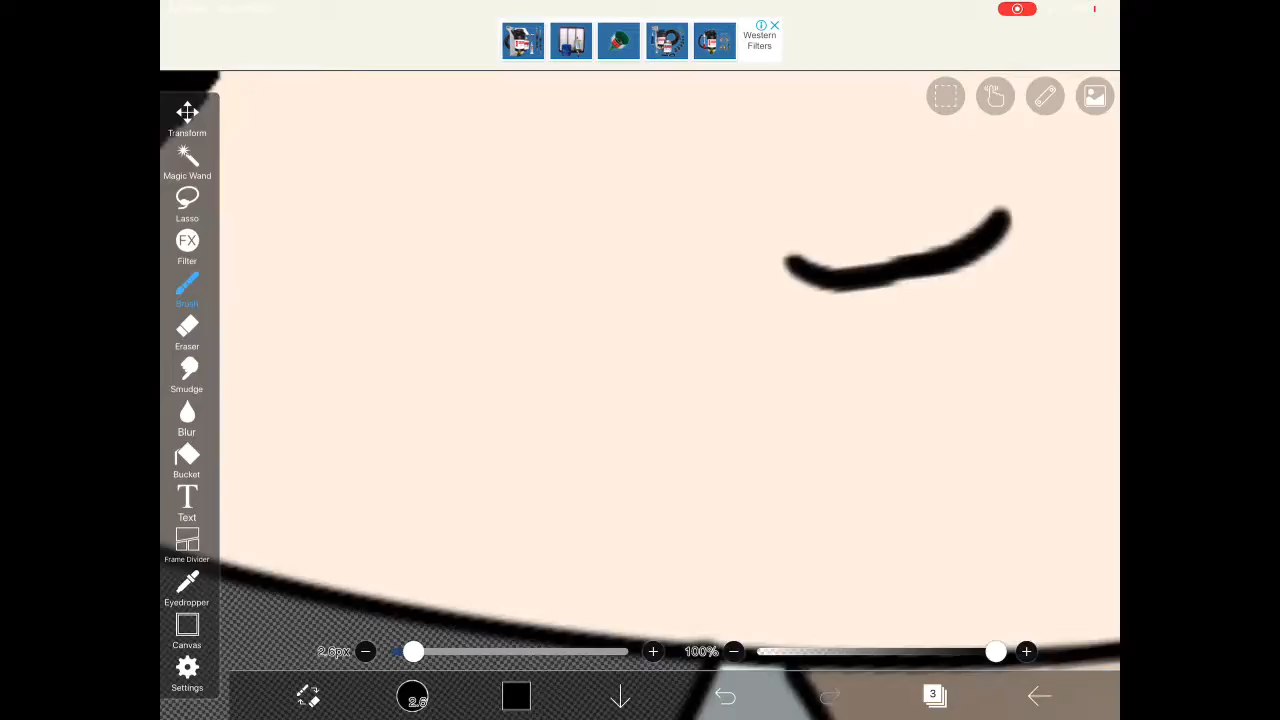 Western
Filters
Transform
Magic Wand
Lasso
FX
Filter
Brush
Eraser
Smudge
Blur
Bucket
T
Text
Frame Divider
Eyedropper
Canvas
Settings
2.6px
100%
2.6
3